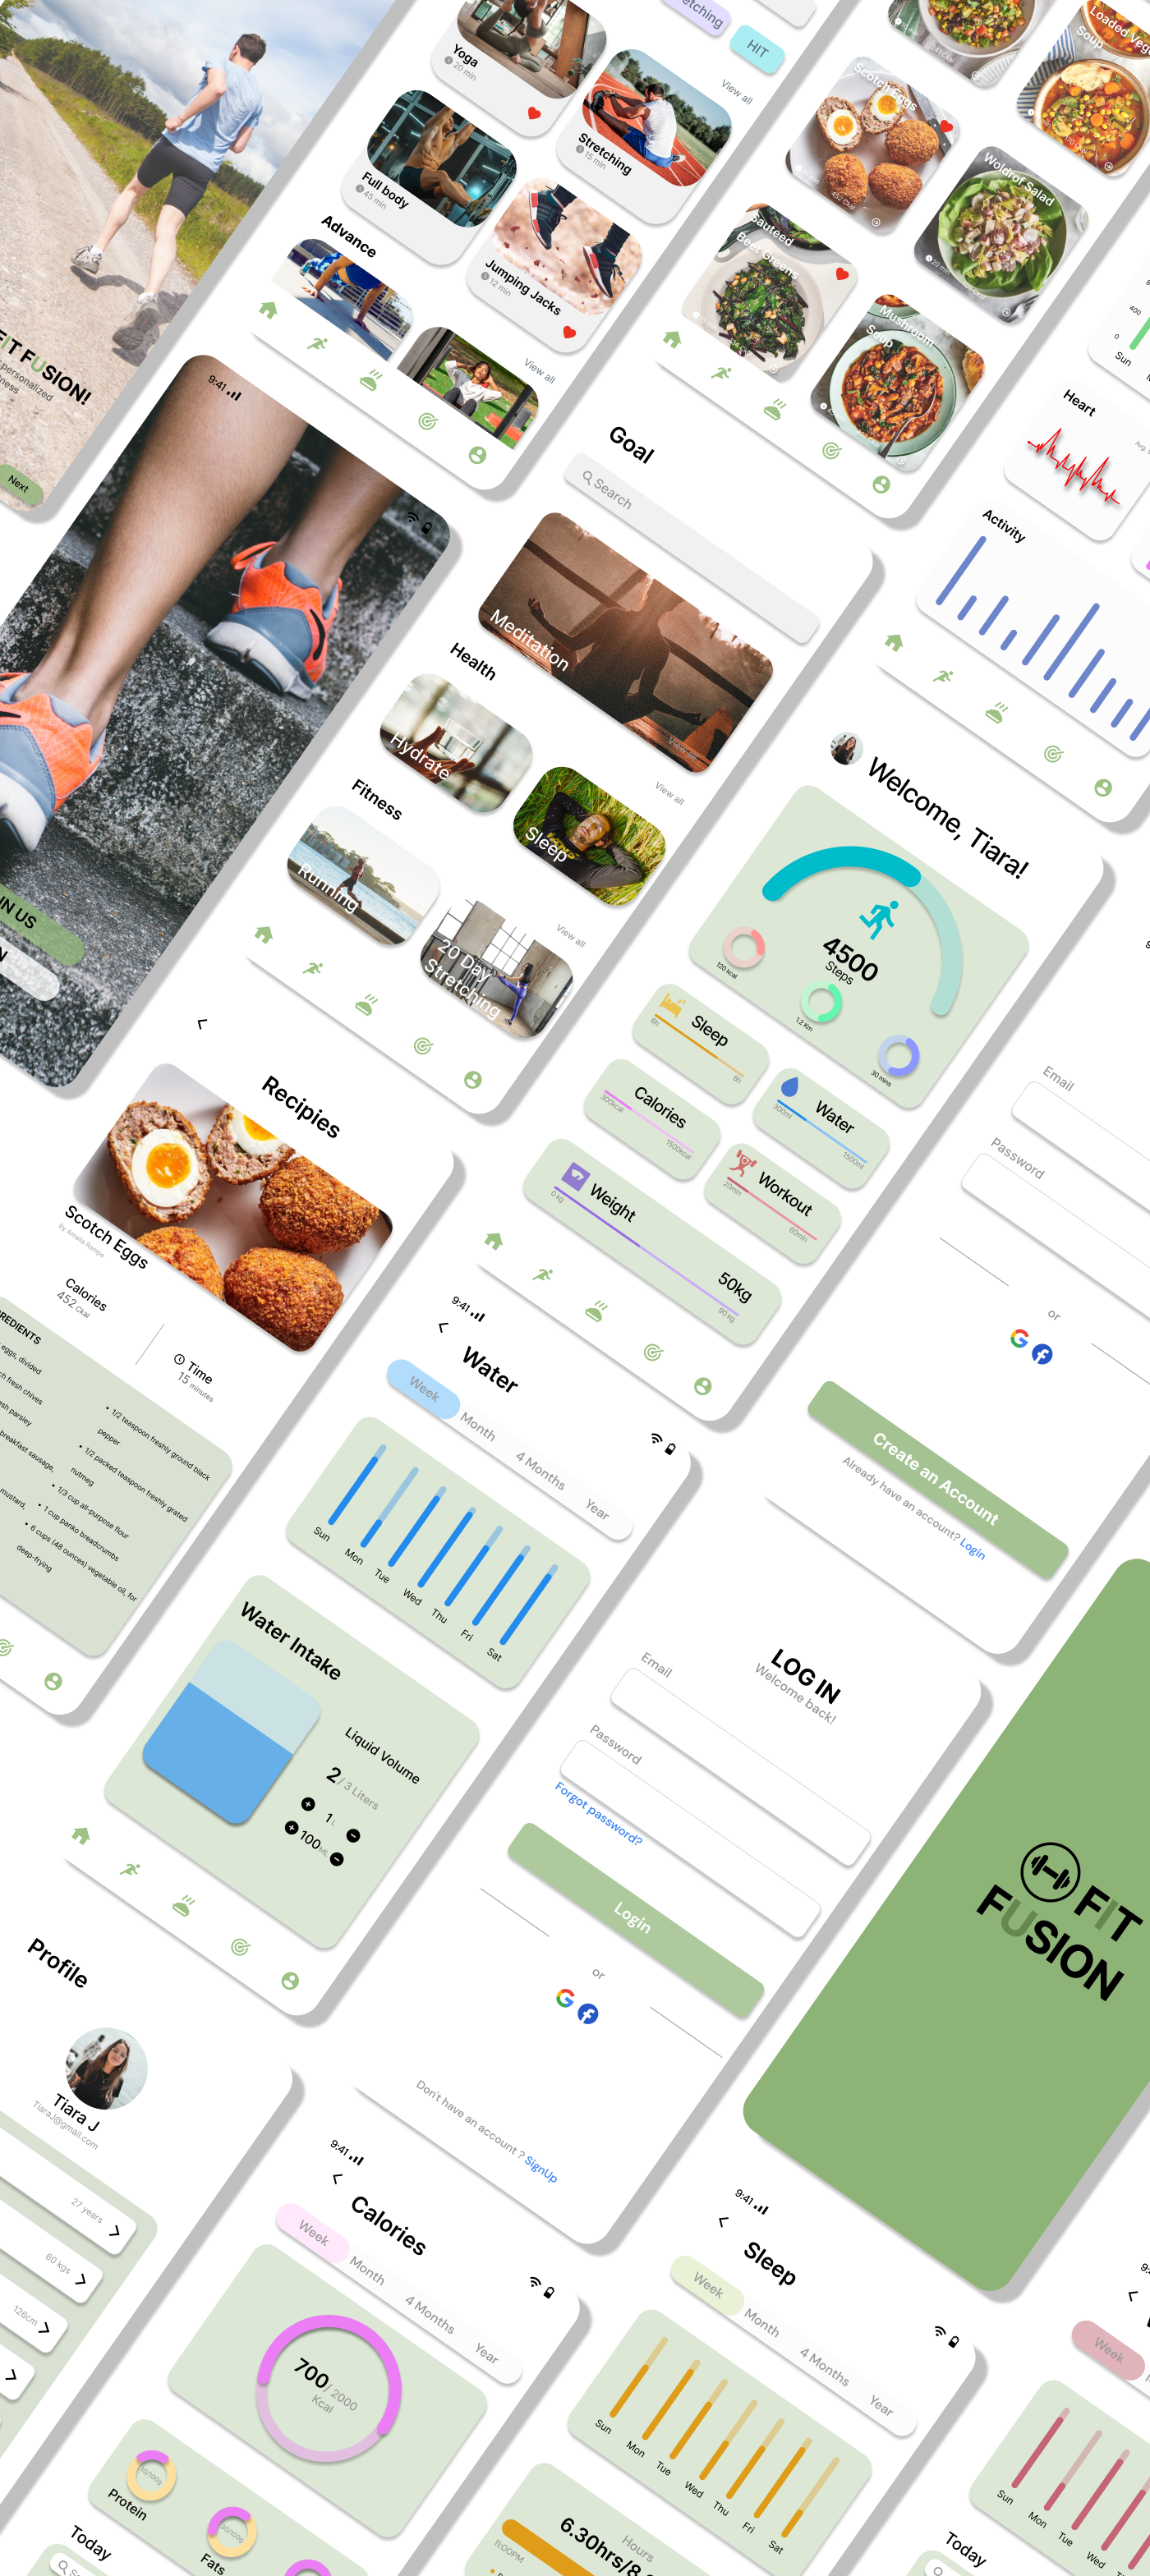 FIT FUSION!
personalized
Next
Yoga
20 min
Full body
45 min
Advance
etching
HIT
View all
Stretching
15 min
Jumping Jacks
12 min
View all
Scotch Eggs
452 Ckal
Loaded Veg
Soup
Woldrof Salad
20 min
Sauteed
Beef Greens
Mushroom
Soup
400
0
Sun
Heart
Activity
9:41
IN US
Goal
Search
Meditation
View all
Health
View all
Hydrate
Sleep
Fitness
View all
Running
20 Day
Stretching
Welcome, Tiara!
4500
Steps
120 kcal
1.2 Km
30 mins
Sleep
6h
8h
Water
300ml
1500ml
Calories
300kcal
1500kcal
Workout
20min
60min
Weight
0 kg
50kg
90 kg
Email
Password
or
Create an Account
Already have an account? Login
Recipies
Scotch Eggs
By Amelia Rampe
Calories
452 Ckal
Time
15 minutes
REDIENTS
eggs, divided
fresh chives
parsley
breakfast sausage,
mustard,
• 1/2 teaspoon freshly ground black
pepper
• 1/2 packed teaspoon freshly grated
nutmeg
• 1/3 cup all-purpose flour
• 1 cup panko breadcrumbs
• 6 cups (48 ounces) vegetable oil, for
deep-frying
9:41
Water
Week
Month
4 Months
Year
Sun
Mon
Tue
Wed
Thu
Fri
Sat
Water Intake
Liquid Volume
2 / 3 Liters
1 L
100 ML
LOG IN
Welcome back!
Email
Password
Forgot password?
Login
or
Don't have an account ? SignUp
FIT
FUSION
Profile
Tiara J
TiaraJ@gmail.com
27 years
60 kgs
126cm
9:41
Calories
Week
Month
4 Months
Year
700 / 2000
Kcal
Protein
Fats
Today
9:41
Sleep
Week
Month
4 Months
Year
Sun
Mon
Tue
Wed
Thu
Fri
Sat
Hours
6.30hrs/8
11:00PM
Week
Sun
Mon
Tue
Wed
Thu
Today